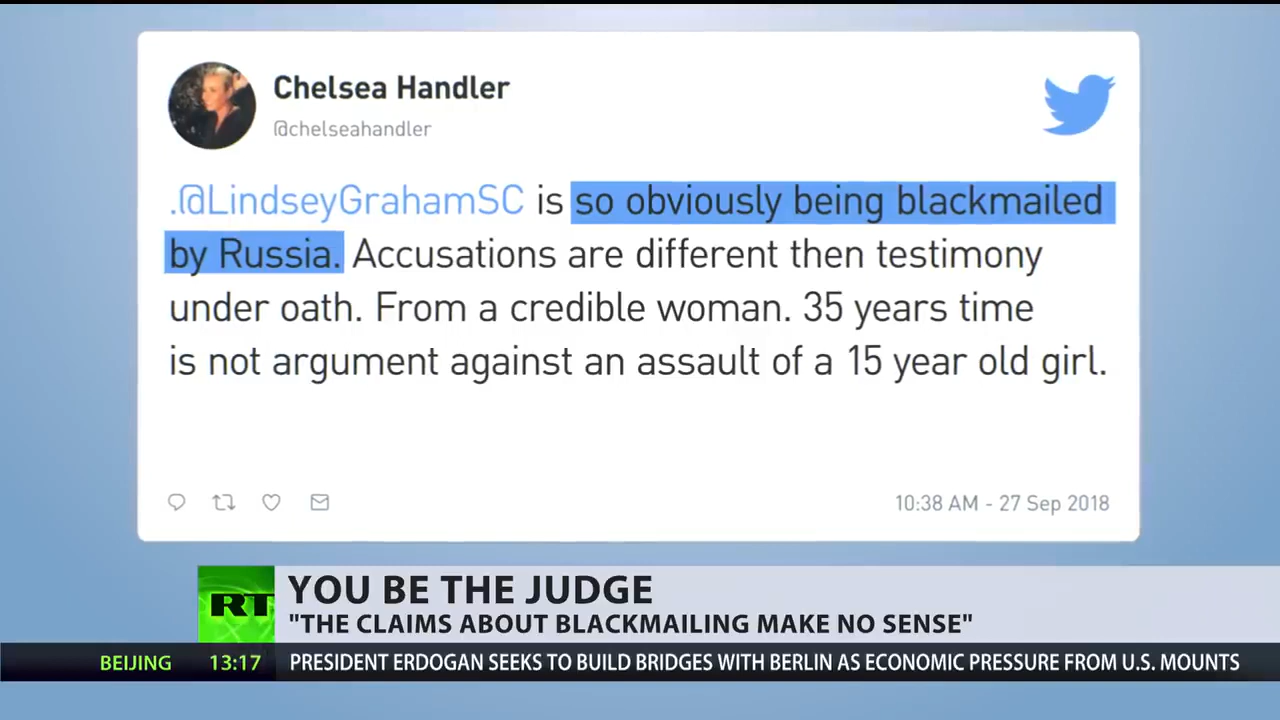 Chelsea Handler
@chelseahandler
.@LindseyGrahamSC is so obviously being blackmailed
by Russia. Accusations are different then testimony
under oath. From a credible woman. 35 years time
is not argument against an assault of a 15 year old girl.
10:38 AM - 27 Sep 2018
RT
YOU BE THE JUDGE
"THE CLAIMS ABOUT BLACKMAILING MAKE NO SENSE"
BEIJING 13:17 PRESIDENT ERDOGAN SEEKS TO BUILD BRIDGES WITH BERLIN AS ECONOMIC PRESSURE FROM U.S. MOUNTS